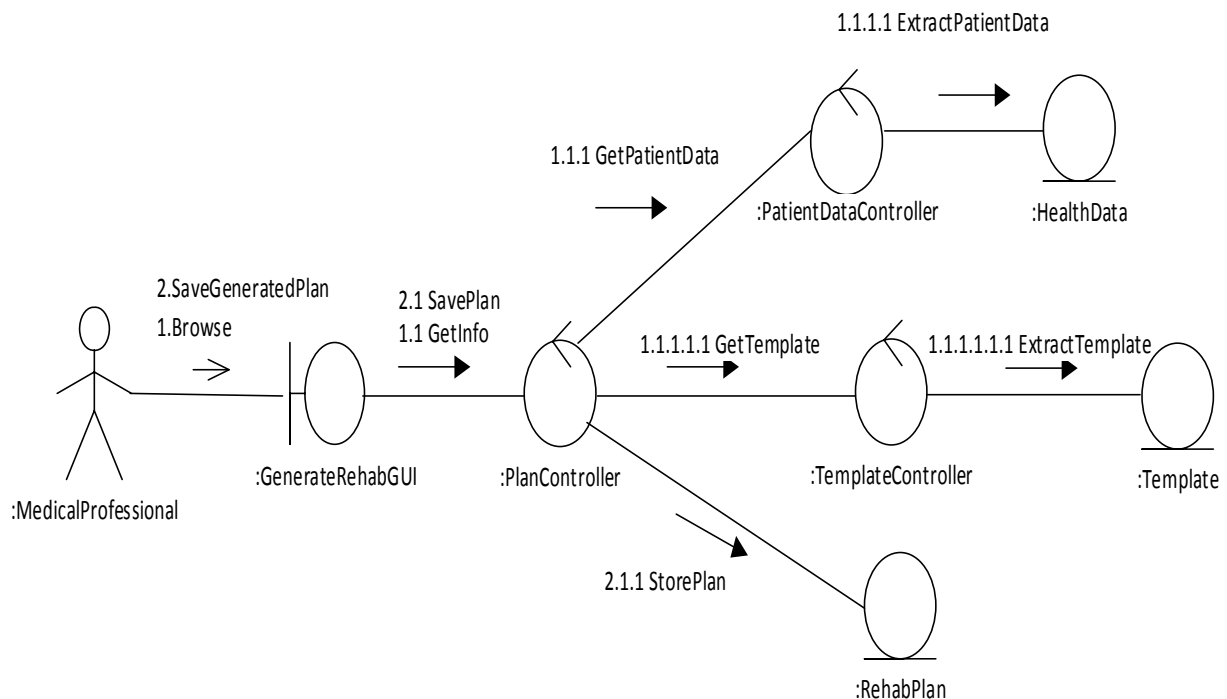 1.1.1.1 ExtractPatientData
1.1.1 GetPatientData
:PatientDataController
:HealthData
2.SaveGeneratedPlan
1.Browse
2.1 SavePlan
1.1 GetInfo
1.1.1.1.1 GetTemplate
1.1.1.1.1.1 ExtractTemplate
:MedicalProfessional
:GenerateRehabGUI
:PlanController
:TemplateController
:Template
2.1.1 StorePlan
:RehabPlan